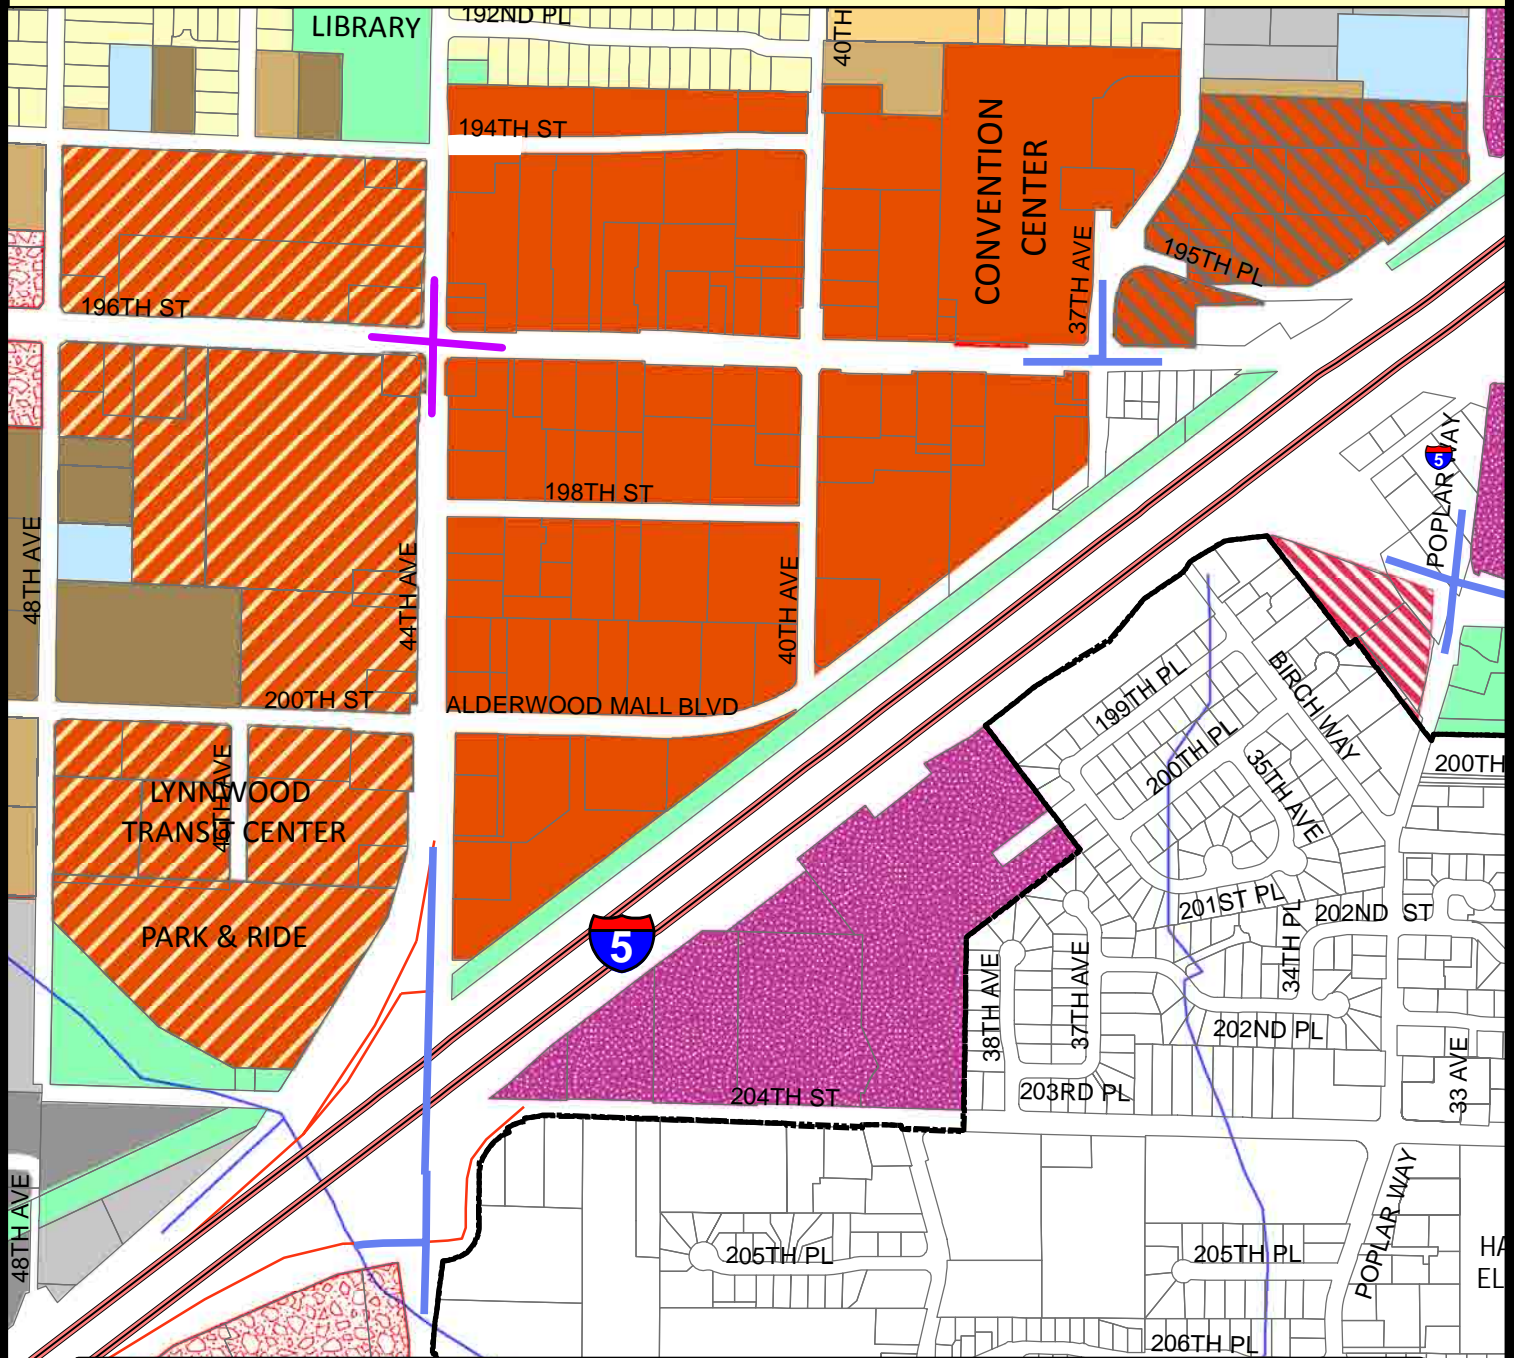 LIBRARY
192ND PL
40TH
194TH ST
CONVENTION
CENTER
37TH AVE
195TH PL
196TH ST
POPLAR WAY
5
198TH ST
48TH AVE
44TH AVE
40TH AVE
200TH ST
ALDERWOOD MALL BLVD
199TH PL
BIRCH WAY
200TH PL
35TH AVE
200TH
46TH AVE
LYNNWOOD
TRANSIT CENTER
PARK & RIDE
5
201ST PL
34TH PL
202ND ST
38TH AVE
37TH AVE
202ND PL
203RD PL
33 AVE
204TH ST
48TH AVE
205TH PL
205TH PL
POPLAR WAY
HA
EL
206TH PL